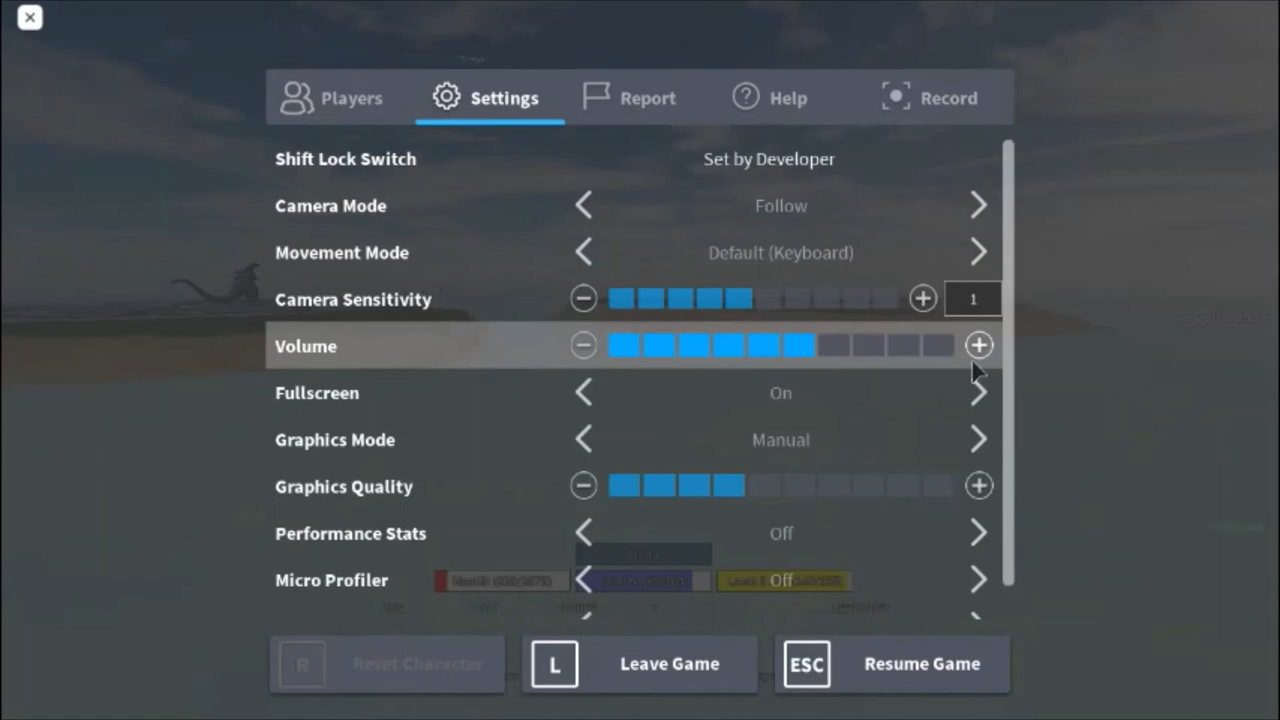 Players Settings Report Help Record
Shift Lock Switch Set by Developer
Camera Mode Follow
Movement Mode Default (Keyboard)
Camera Sensitivity 1
Volume
Fullscreen On
Graphics Mode Manual
Graphics Quality
Performance Stats Off
Micro Profiler Off
R Reset Character L Leave Game ESC Resume Game